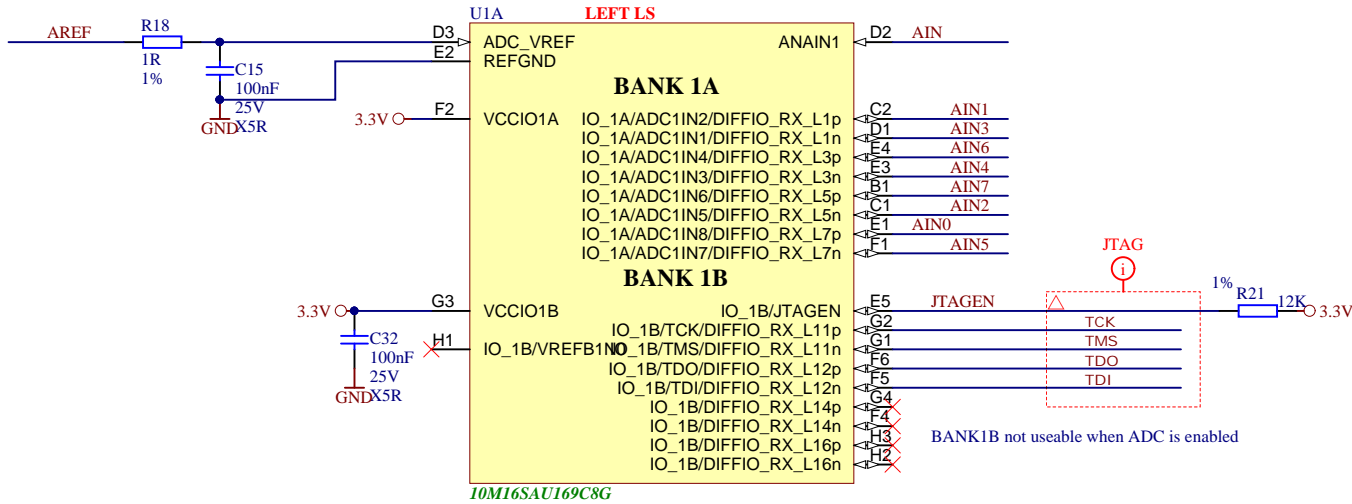 U1A
LEFT LS
AREF
R18
1R
1%
C15
100nF
25V
X5R
GND
D3
ADC_VREF
E2
REFGND
ANAIN1
D2
AIN
BANK 1A
3.3V
F2
VCCIO1A
IO_1A/ADC1IN2/DIFFIO_RX_L1p
C2
AIN1
IO_1A/ADC1IN1/DIFFIO_RX_L1n
D1
AIN3
IO_1A/ADC1IN4/DIFFIO_RX_L3p
E4
AIN6
IO_1A/ADC1IN3/DIFFIO_RX_L3n
E3
AIN4
IO_1A/ADC1IN6/DIFFIO_RX_L5p
B1
AIN7
IO_1A/ADC1IN5/DIFFIO_RX_L5n
C1
AIN2
IO_1A/ADC1IN8/DIFFIO_RX_L7p
E1
AIN0
IO_1A/ADC1IN7/DIFFIO_RX_L7n
F1
AIN5
BANK 1B
JTAG
i
3.3V
G3
VCCIO1B
C32
100nF
25V
X5R
GND
H1
IO_1B/VREFB1N0
IO_1B/JTAGEN
E5
JTAGEN
1%
R21
12K
3.3V
IO_1B/TCK/DIFFIO_RX_L11p
G2
TCK
IO_1B/TMS/DIFFIO_RX_L11n
G1
TMS
IO_1B/TDO/DIFFIO_RX_L12p
F6
TDO
IO_1B/TDI/DIFFIO_RX_L12n
F5
TDI
IO_1B/DIFFIO_RX_L14p
G4
IO_1B/DIFFIO_RX_L14n
F4
IO_1B/DIFFIO_RX_L16p
H3
IO_1B/DIFFIO_RX_L16n
H2
BANK1B not useable when ADC is enabled
10M16SAU169C8G